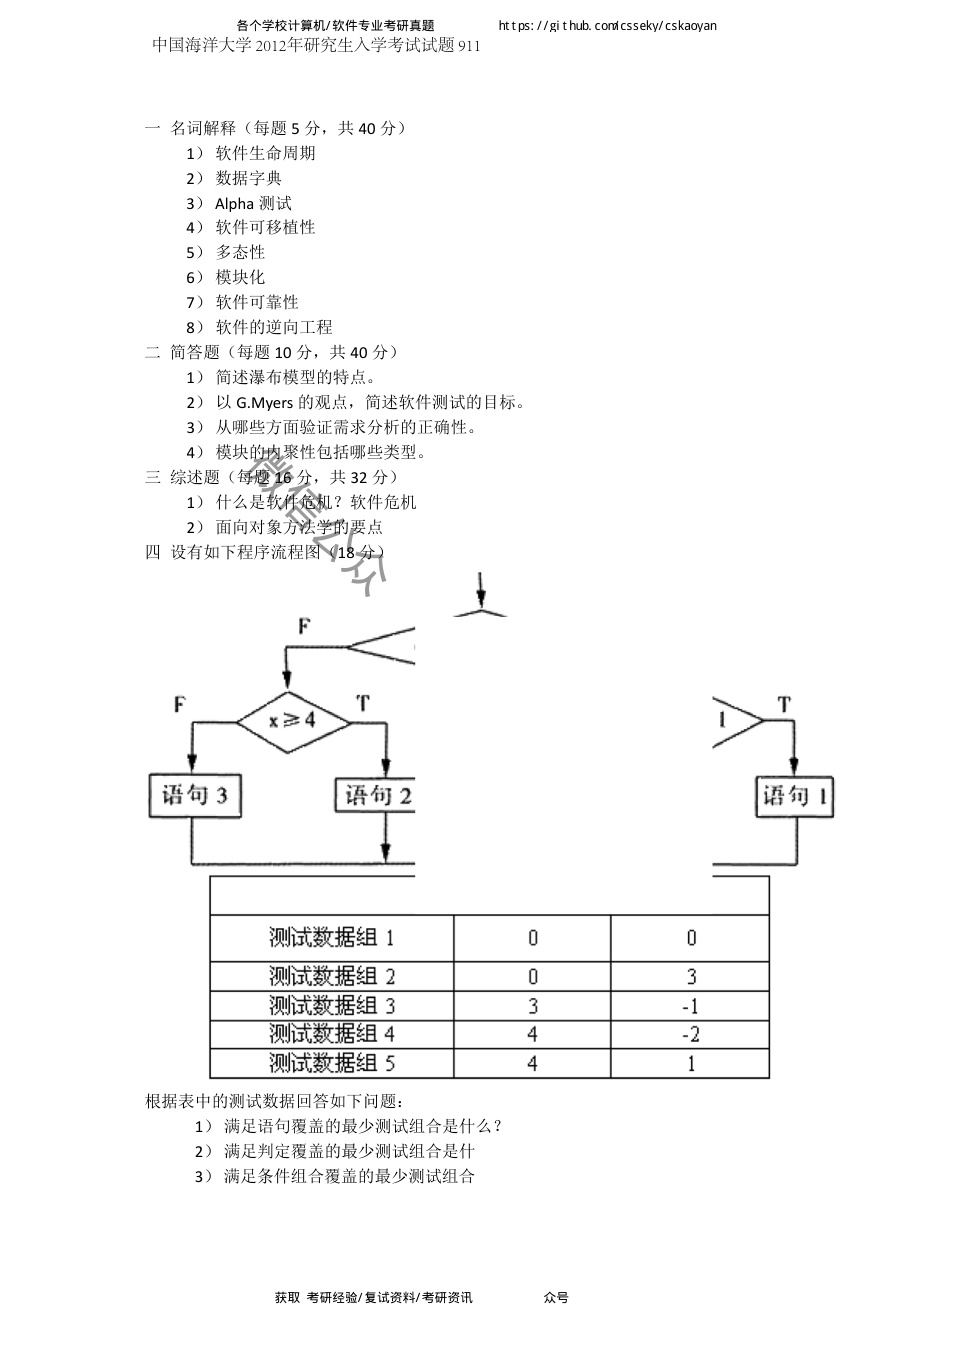 各个学校计算机/软件专业考研真题 https://github.com/csseky/cskaoyan
中国海洋大学 2012年研究生入学考试试题 911
一 名词解释（每题 5 分，共 40 分）
1） 软件生命周期
2） 数据字典
3） Alpha 测试
4） 软件可移植性
5） 多态性
6） 模块化
7） 软件可靠性
8） 软件的逆向工程
二 简答题（每题 10 分，共 40 分）
1） 简述瀑布模型的特点。
2） 以 G.Myers 的观点，简述软件测试的目标。
3） 从哪些方面验证需求分析的正确性。
4） 模块的内聚性包括哪些类型。
三 综述题（每题 16 分，共 32 分）
1） 什么是软件危机？软件危机
2） 面向对象方法学的要点
四 设有如下程序流程图（18 分）
微信公众
F
F x≥4 T 1 T
语句 3 语句 2 语句 1
测试数据组 1 0 0
测试数据组 2 0 3
测试数据组 3 3 -1
测试数据组 4 4 -2
测试数据组 5 4 1
根据表中的测试数据回答如下问题：
1） 满足语句覆盖的最少测试组合是什么？
2） 满足判定覆盖的最少测试组合是什
3） 满足条件组合覆盖的最少测试组合
获取 考研经验/复试资料/考研资讯 众号